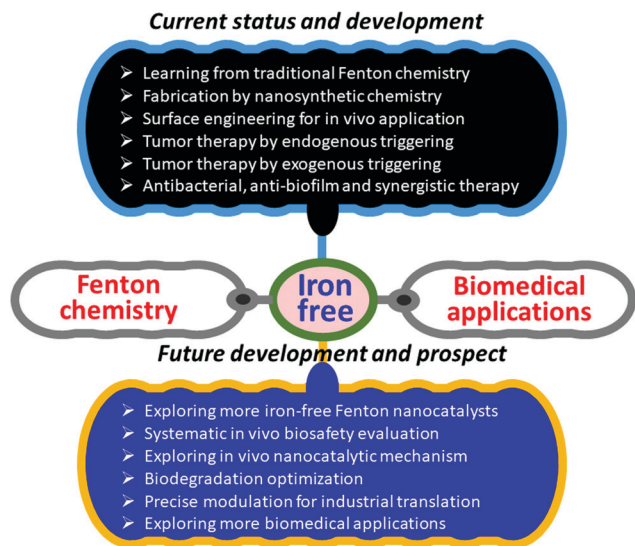 Current status and development
➢ Learning from traditional Fenton chemistry
➢ Fabrication by nanosynthetic chemistry
➢ Surface engineering for in vivo application
➢ Tumor therapy by endogenous triggering
➢ Tumor therapy by exogenous triggering
➢ Antibacterial, anti-biofilm and synergistic therapy
Fenton
chemistry
Iron
free
Biomedical
applications
Future development and prospect
➢ Exploring more iron-free Fenton nanocatalysts
➢ Systematic in vivo biosafety evaluation
➢ Exploring in vivo nanocatalytic mechanism
➢ Biodegradation optimization
➢ Precise modulation for industrial translation
➢ Exploring more biomedical applications